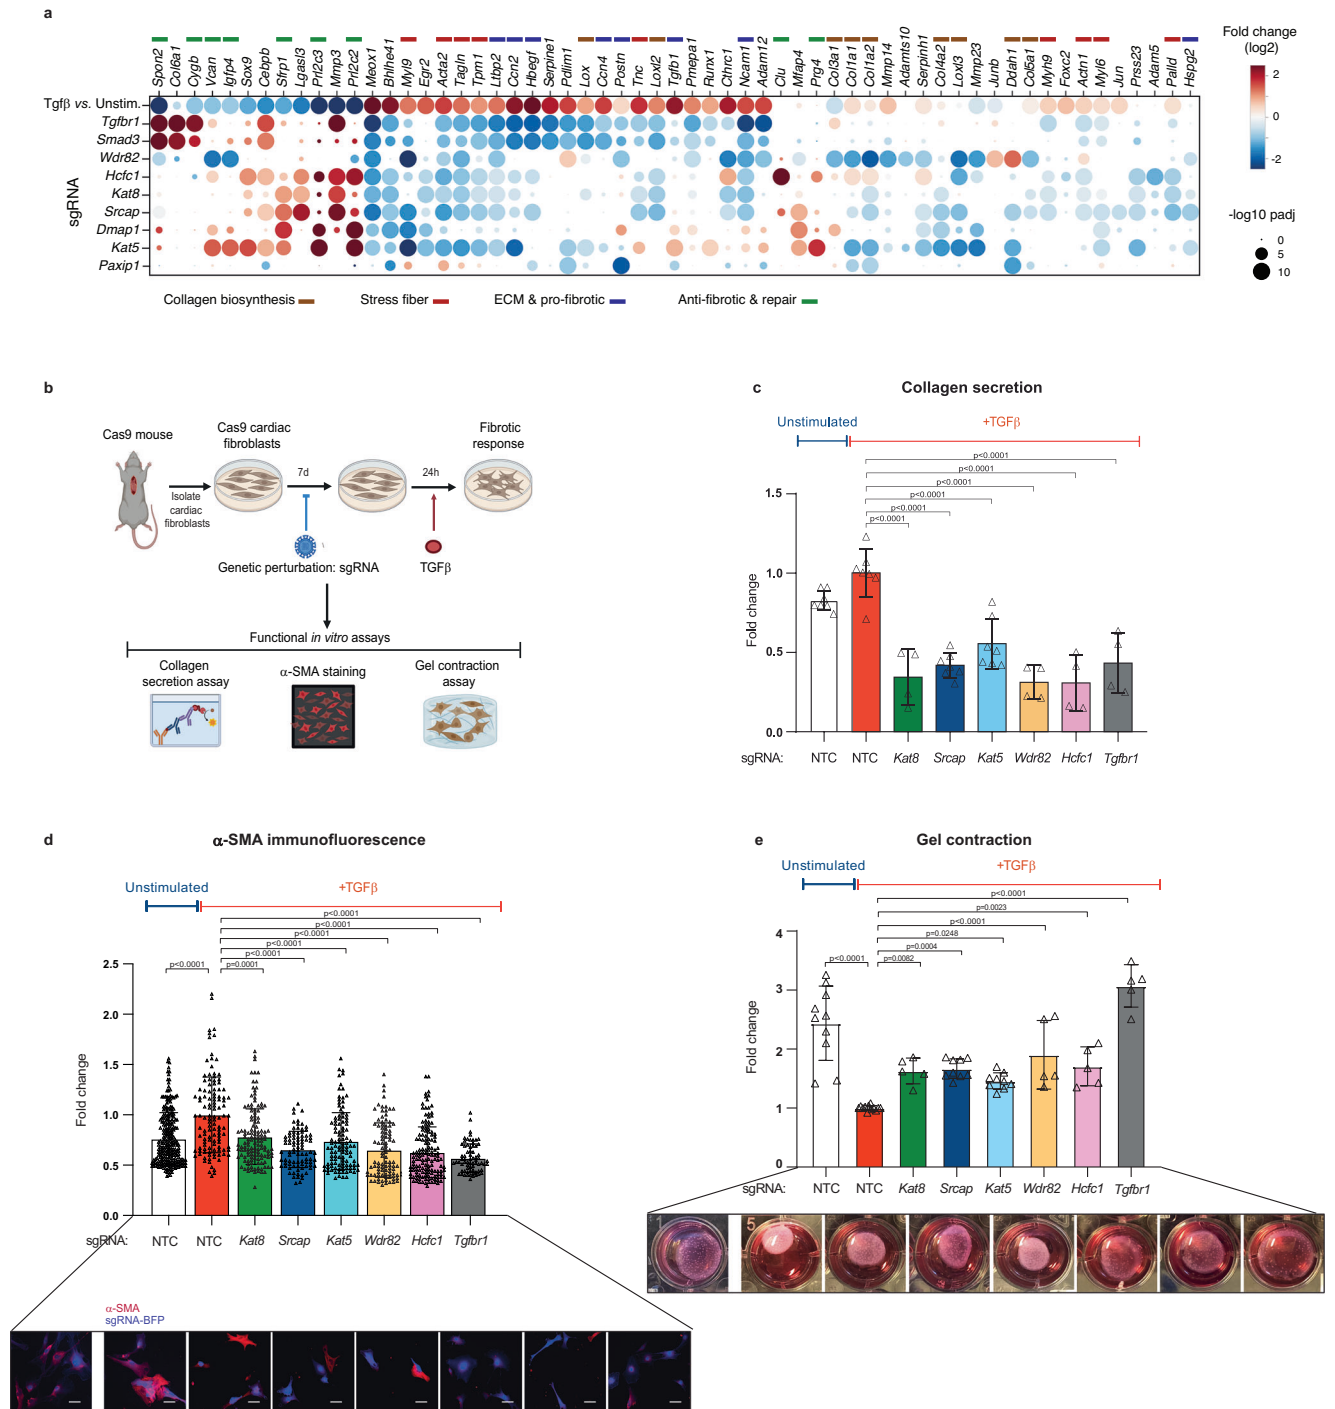 a
Spon2 Col6a1 Cygb Vcan Igfp4 Sox9 Cebpb Sfrp1 Lgasl3 Prl2c3 Mmp3 Prl2c2 Meox1 Bhlhe41 Myl9 Egr2 Acta2 Tagln Tpm1 Ltbp2 Ccn2 Hbegf Serpine1 Pdlim1 Lox Ccn4 Postn Tnc Loxl2 Tgfb1 Pmepa1 Runx1 Cthrc1 Ncam1 Adam12 Clu Mfap4 Prg4 Col3a1 Col1a1 Col1a2 Mmp14 Adamts10 Serpinh1 Col4a2 Loxl3 Mmp23 Junb Ddah1 Col5a1 Myh9 Foxc2 Actn1 Myl6 Jun Prss23 Adam5 Palld Hspg2
Fold change
(log2)
2
0
-2
Tgfβ vs. Unstim.
Tgfbr1
Smad3
Wdr82
Hcfc1
Kat8
Srcap
Dmap1
Kat5
Paxip1
sgRNA
-log10 padj
0
5
10
Collagen biosynthesis
Stress fiber
ECM & pro-fibrotic
Anti-fibrotic & repair
b
Cas9 mouse
Cas9 cardiac
fibroblasts
Fibrotic
response
7d
24h
Isolate
cardiac
fibroblasts
Genetic perturbation: sgRNA
TGFβ
Functional in vitro assays
Collagen
secretion assay
α-SMA staining
Gel contraction
assay
c
Collagen secretion
Unstimulated
+TGFβ
p<0.0001
p<0.0001
p<0.0001
p<0.0001
p<0.0001
p<0.0001
1.5
1.0
0.5
0.0
Fold change
sgRNA: NTC NTC Kat8 Srcap Kat5 Wdr82 Hcfc1 Tgfbr1
d
α-SMA immunofluorescence
Unstimulated
+TGFβ
p<0.0001
p<0.0001
p<0.0001
p<0.0001
p<0.0001
p<0.0001 p=0.0001
2.5
2.0
1.5
1.0
0.5
0.0
Fold change
sgRNA: NTC NTC Kat8 Srcap Kat5 Wdr82 Hcfc1 Tgfbr1
α-SMA
sgRNA-BFP
e
Gel contraction
Unstimulated
+TGFβ
p<0.0001
p=0.0023
p<0.0001
p=0.0248
p=0.0004
p<0.0001 p=0.0082
4
3
2
1
0
Fold change
sgRNA: NTC NTC Kat8 Srcap Kat5 Wdr82 Hcfc1 Tgfbr1
1
5